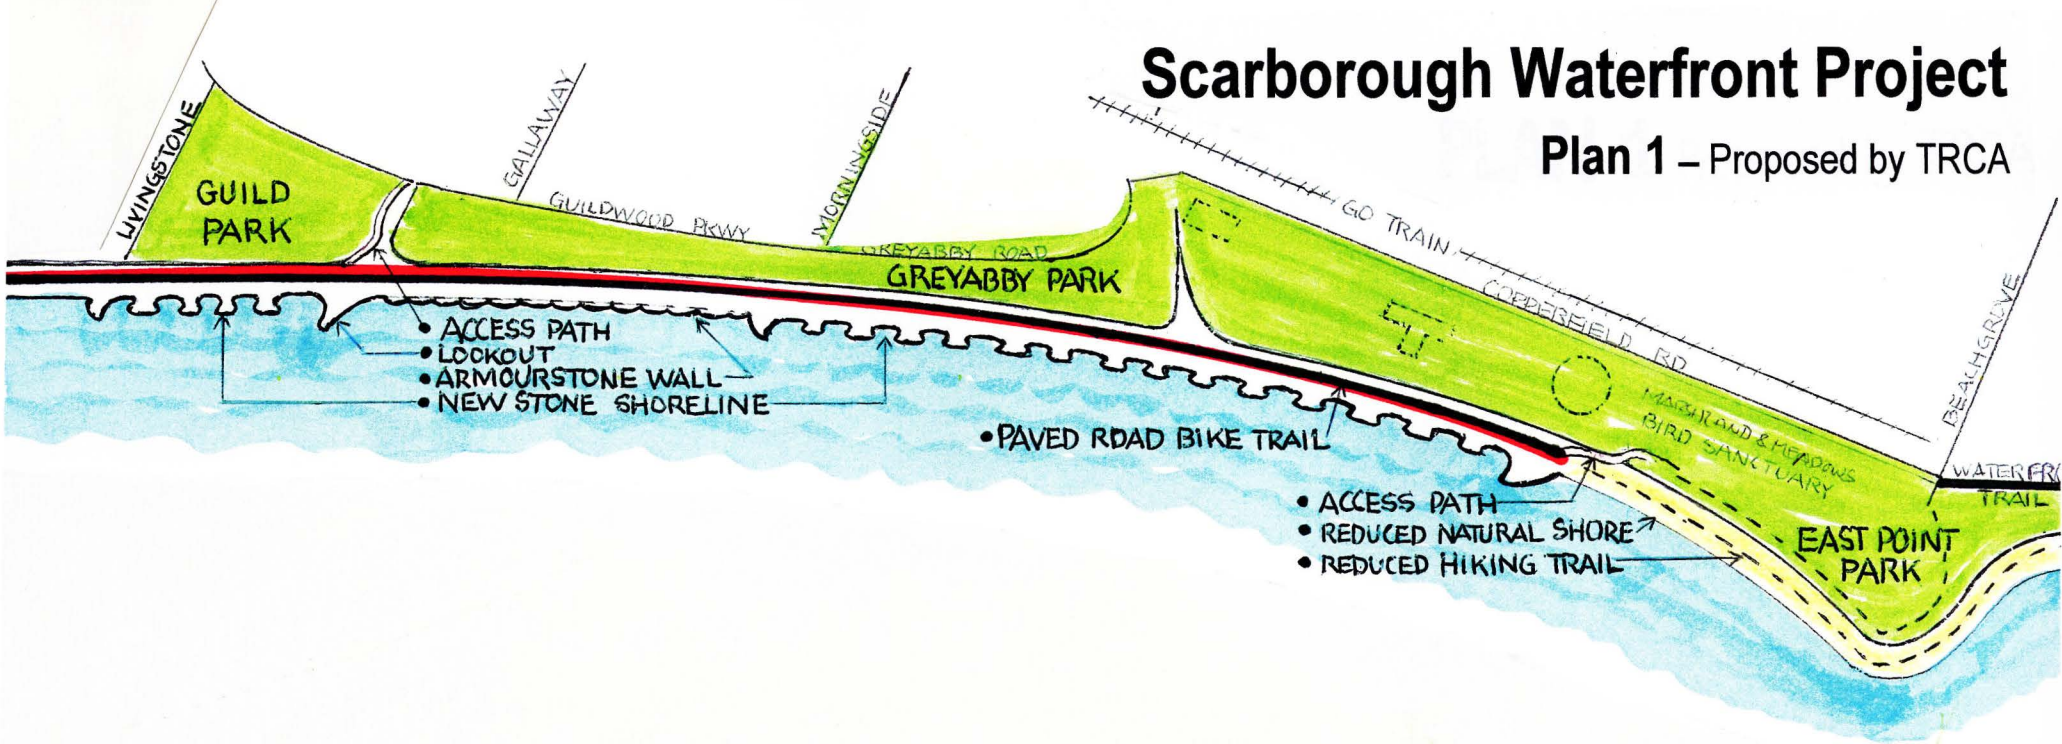 Scarborough Waterfront Project
Plan 1 – Proposed by TRCA
LIVINGSTONE
GUILD
PARK
GALLAWAY
GUILDWOOD PKWY
MORNINGSIDE
GREYABBY ROAD
GREYABBY PARK
GO TRAIN
COPPERFIELD RD
BEACHGROVE
MARSHLAND & MEADOWS
BIRD SANCTUARY
WATERFRO
TRAIL
EAST POINT
PARK
• ACCESS PATH
• LOOKOUT
• ARMOURSTONE WALL
• NEW STONE SHORELINE
• PAVED ROAD BIKE TRAIL
• ACCESS PATH
• REDUCED NATURAL SHORE
• REDUCED HIKING TRAIL